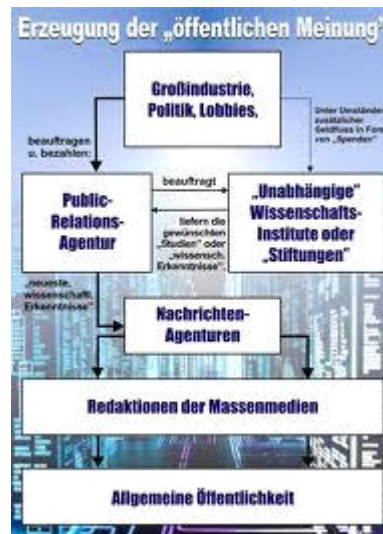 Erzeugung der „öffentlichen Meinung"
Großindustrie,
Politik, Lobbies,
Unter Umständen
zusätzlicher
Geldfluss in Form
von „Spenden"
beauftragen
u. bezahlen:
Public-
Relations-
Agentur
beauftragt
liefern die
gewünschten
„Studien" oder
„wissensch.
Erkenntnisse"
„Unabhängige"
Wissenschafts-
Institute oder
„Stiftungen"
„neueste,
wissenschaftl.
Erkenntnisse"
Nachrichten-
Agenturen
Redaktionen der Massenmedien
Allgemeine Öffentlichkeit